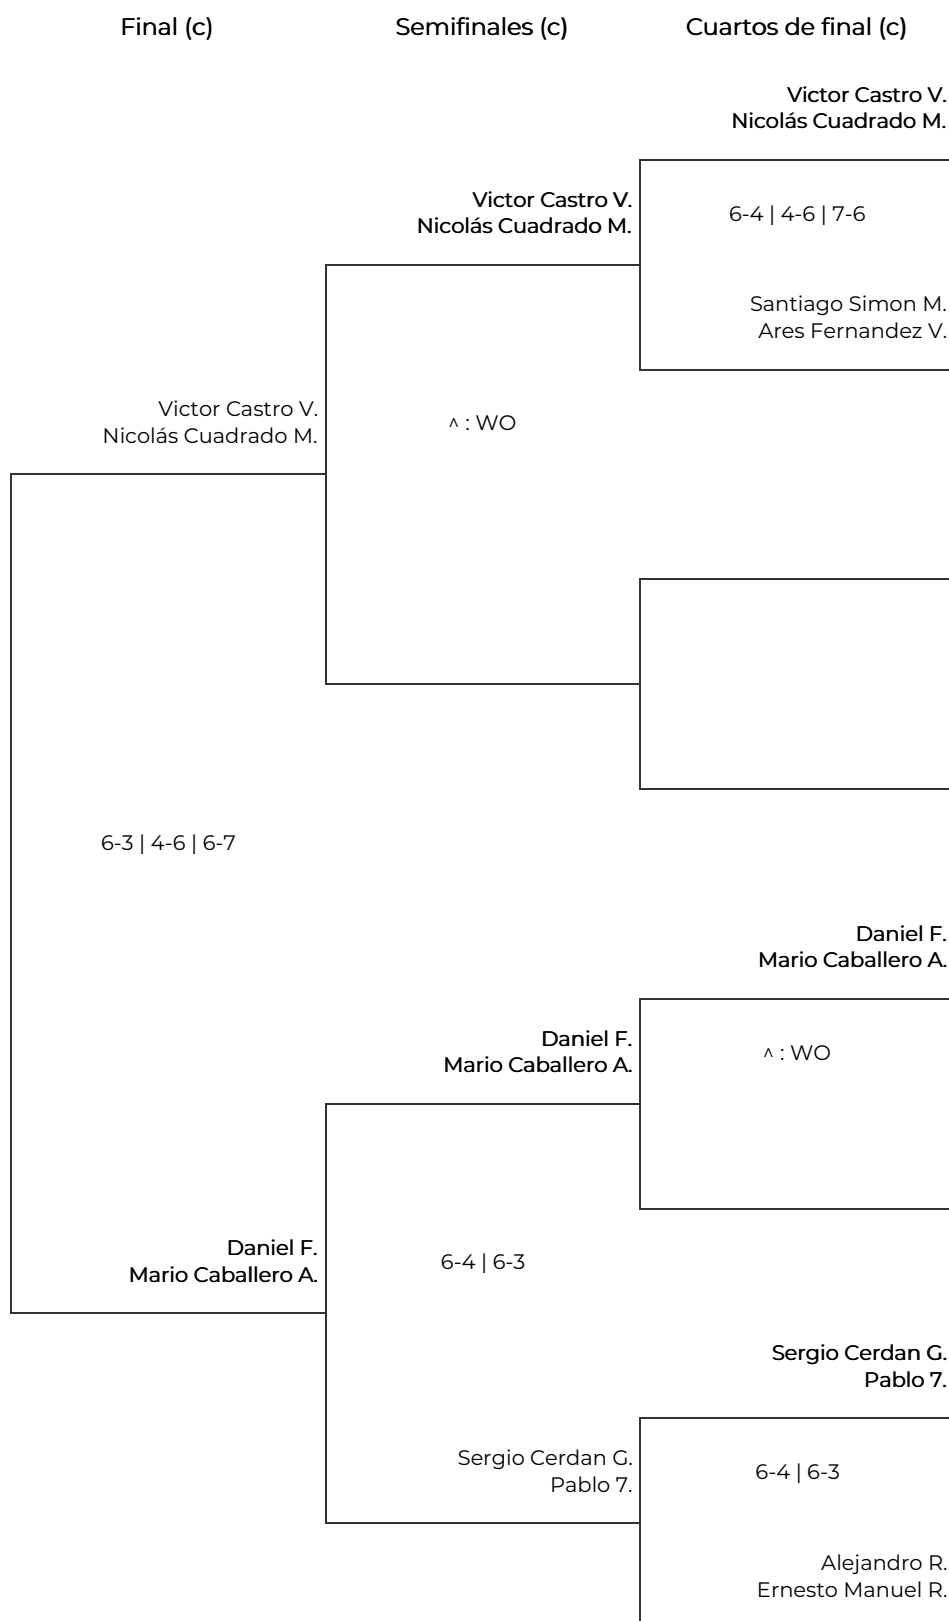 Final (c)
Semifinales (c)
Cuartos de final (c)
Victor Castro V.
Nicolás Cuadrado M.
Victor Castro V.
Nicolás Cuadrado M.
6-4 | 4-6 | 7-6
Santiago Simon M.
Ares Fernandez V.
Victor Castro V.
Nicolás Cuadrado M.
^ : WO
6-3 | 4-6 | 6-7
Daniel F.
Mario Caballero A.
Daniel F.
Mario Caballero A.
^ : WO
Daniel F.
Mario Caballero A.
6-4 | 6-3
Sergio Cerdan G.
Pablo 7.
Sergio Cerdan G.
Pablo 7.
6-4 | 6-3
Alejandro R.
Ernesto Manuel R.